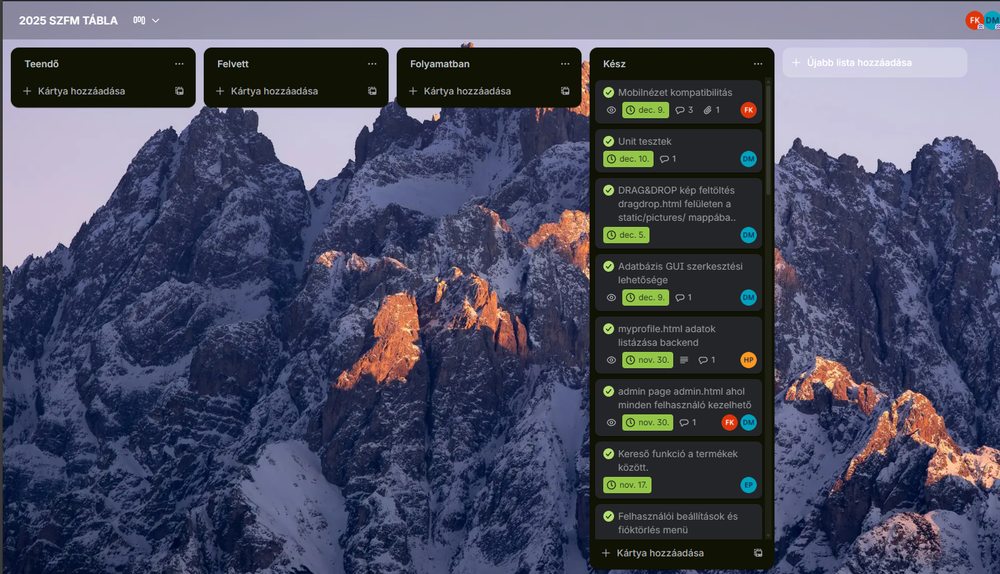 2025 SZFM TÁBLA
FK DM
Teendő
Kártya hozzáadása
Felvett
Kártya hozzáadása
Folyamatban
Kártya hozzáadása
Kész
Mobilnézet kompatibilitás
dec. 9. 3 1 FK
Unit tesztek
dec. 10. 1 DM
DRAG&DROP kép feltöltés
dragdrop.html felületen a
static/pictures/ mappába..
dec. 5. DM
Adatbázis GUI szerkesztési
lehetősége
dec. 9. 1 DM
myprofile.html adatok
listázása backend
nov. 30. 1 HP
admin page admin.html ahol
minden felhasználó kezelhető
nov. 30. 1 FK DM
Kereső funkció a termékek
között.
nov. 17. EP
Felhasználói beállítások és
fióktörlés menü
Kártya hozzáadása
Újabb lista hozzáadása